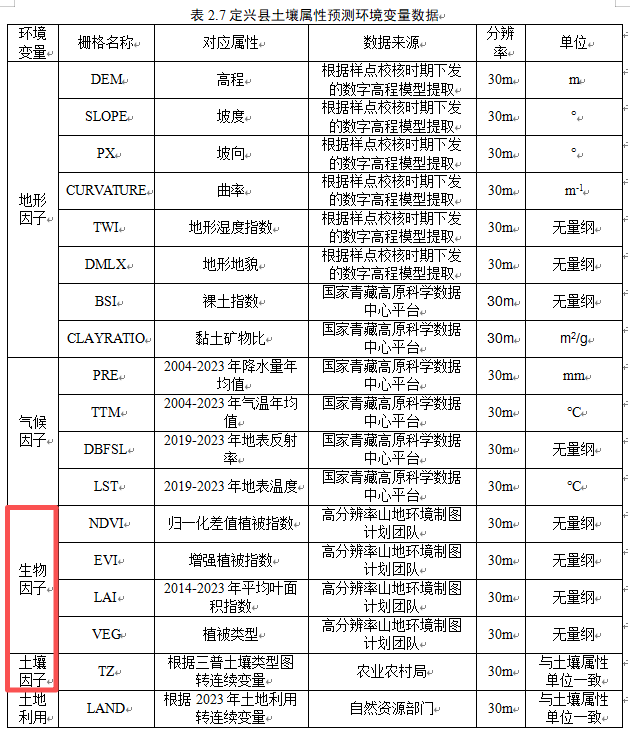 表 2.7 定兴县土壤属性预测环境变量数据
环境
变量
栅格名称
对应属性
数据来源
分辨
率
单位
地形
因子
DEM
高程
根据样点校核时期下发
的数字高程模型提取
30m
m
SLOPE
坡度
根据样点校核时期下发
的数字高程模型提取
30m
°
PX
坡向
根据样点校核时期下发
的数字高程模型提取
30m
°
CURVATURE
曲率
根据样点校核时期下发
的数字高程模型提取
30m
m-1
TWI
地形湿度指数
根据样点校核时期下发
的数字高程模型提取
30m
无量纲
DMLX
地形地貌
根据样点校核时期下发
的数字高程模型提取
30m
无量纲
BSI
裸土指数
国家青藏高原科学数据
中心平台
30m
无量纲
CLAYRATIO
黏土矿物比
国家青藏高原科学数据
中心平台
30m
m2/g
气候
因子
PRE
2004-2023 年降水量年
均值
国家青藏高原科学数据
中心平台
30m
mm
TTM
2004-2023 年气温年均
值
国家青藏高原科学数据
中心平台
30m
℃
DBFSL
2019-2023 年地表反射
率
国家青藏高原科学数据
中心平台
30m
无量纲
LST
2019-2023 年地表温度
国家青藏高原科学数据
中心平台
30m
℃
生物
因子
NDVI
归一化差值植被指数
高分辨率山地环境制图
计划团队
30m
无量纲
EVI
增强植被指数
高分辨率山地环境制图
计划团队
30m
无量纲
LAI
2014-2023 年平均叶面
积指数
高分辨率山地环境制图
计划团队
30m
无量纲
VEG
植被类型
高分辨率山地环境制图
计划团队
30m
无量纲
土壤
因子
TZ
根据三普土壤类型图
转连续变量
农业农村局
30m
与土壤属性
单位一致
土地
利用
LAND
根据 2023 年土地利用
转连续变量
自然资源部门
30m
与土壤属性
单位一致